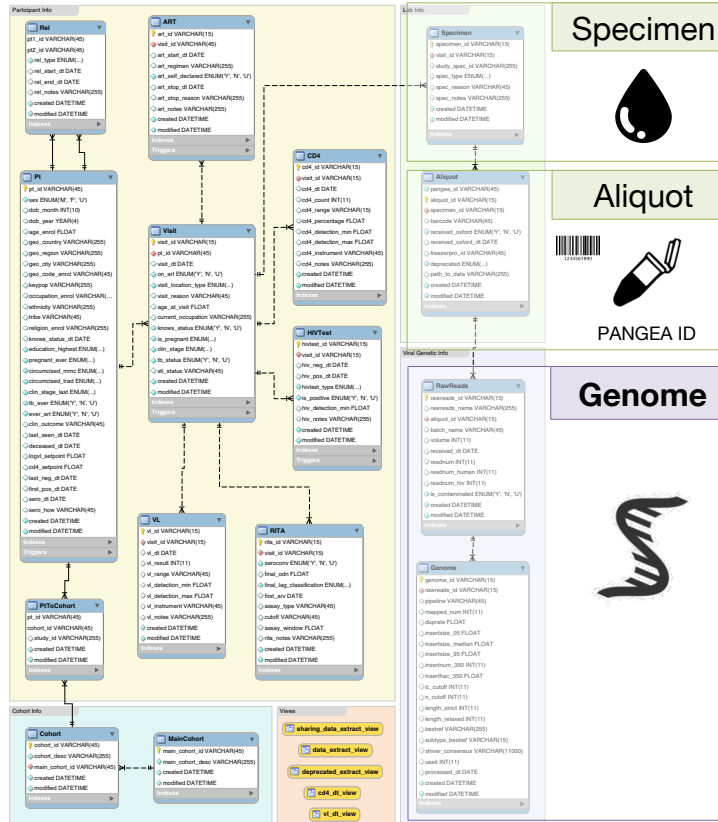 Participant Info
Rel
pt1_id VARCHAR(45)
pt2_id VARCHAR(45)
rel_type ENUM(...)
rel_start_dt DATE
rel_end_dt DATE
rel_notes VARCHAR(255)
created DATETIME
modified DATETIME
Indexes
ART
art_id VARCHAR(15)
visit_id VARCHAR(45)
art_start_dt DATE
art_regimen VARCHAR(255)
art_self_declared ENUM('Y', 'N', 'U')
art_stop_dt DATE
art_stop_reason VARCHAR(255)
art_notes VARCHAR(255)
created DATETIME
modified DATETIME
Indexes
Triggers
Pt
pt_id VARCHAR(45)
sex ENUM('M', 'F', 'U')
dob_month INT(10)
dob_year YEAR(4)
age_enrol FLOAT
geo_country VARCHAR(255)
geo_region VARCHAR(255)
geo_city VARCHAR(255)
geo_code_enrol VARCHAR(45)
keypop VARCHAR(255)
occupation_enrol VARCHAR(...
ethnicity VARCHAR(255)
tribe VARCHAR(45)
religion_enrol VARCHAR(255)
knows_status_dt DATE
education_highest ENUM(...)
pregnant_ever ENUM(...)
circumcised_mmc ENUM(...)
circumcised_trad ENUM(...)
clin_stage_last ENUM(...)
tb_ever ENUM('Y', 'N', 'U')
ever_art ENUM('Y', 'N', 'U')
clin_outcome VARCHAR(45)
last_seen_dt DATE
deceased_dt DATE
logvl_setpoint FLOAT
cd4_setpoint FLOAT
last_neg_dt DATE
first_pos_dt DATE
sero_dt DATE
sero_how VARCHAR(45)
created DATETIME
modified DATETIME
Indexes
Triggers
Visit
visit_id VARCHAR(15)
pt_id VARCHAR(45)
visit_dt DATE
on_art ENUM('Y', 'N', 'U')
visit_location_type ENUM(...)
visit_reason VARCHAR(45)
age_at_visit FLOAT
current_occupation VARCHAR(255)
knows_status ENUM('Y', 'N', 'U')
is_pregnant ENUM(...)
clin_stage ENUM(...)
tb_status ENUM('Y', 'N', 'U')
sti_status VARCHAR(45)
created DATETIME
modified DATETIME
Indexes
Triggers
CD4
cd4_id VARCHAR(15)
visit_id VARCHAR(15)
cd4_dt DATE
cd4_count INT(11)
cd4_range VARCHAR(15)
cd4_percentage FLOAT
cd4_detection_min FLOAT
cd4_detection_max FLOAT
cd4_instrument VARCHAR(45)
cd4_notes VARCHAR(255)
created DATETIME
modified DATETIME
Indexes
HIVTest
hivtest_id VARCHAR(15)
visit_id VARCHAR(15)
hiv_neg_dt DATE
hiv_pos_dt DATE
hivtest_type ENUM(...)
is_positive ENUM('Y', 'N', 'U')
hiv_detection_min FLOAT
hiv_notes VARCHAR(255)
created DATETIME
modified DATETIME
Indexes
Triggers
VL
vl_id VARCHAR(15)
visit_id VARCHAR(15)
vl_dt DATE
vl_result INT(11)
vl_range VARCHAR(45)
vl_detection_min FLOAT
vl_detection_max FLOAT
vl_instrument VARCHAR(45)
vl_notes VARCHAR(255)
created DATETIME
modified DATETIME
Indexes
RITA
rita_id VARCHAR(15)
visit_id VARCHAR(15)
seroconv ENUM('Y', 'N', 'U')
final_odn FLOAT
final_lag_classification ENUM(...)
first_arv DATE
assay_type VARCHAR(45)
cutoff VARCHAR(45)
assay_window FLOAT
rita_notes VARCHAR(255)
created DATETIME
modified DATETIME
Indexes
PtToCohort
pt_id VARCHAR(45)
cohort_id VARCHAR(45)
study_id VARCHAR(255)
created DATETIME
modified DATETIME
Indexes
Cohort Info
Cohort
cohort_id VARCHAR(45)
cohort_desc VARCHAR(255)
main_cohort_id VARCHAR(45)
created DATETIME
modified DATETIME
Indexes
MainCohort
main_cohort_id VARCHAR(45)
main_cohort_desc VARCHAR(255)
created DATETIME
modified DATETIME
Indexes
Views
sharing_data_extract_view
data_extract_view
deprecated_extract_view
cd4_dt_view
vl_dt_view
Lab Info
Specimen
specimen_id VARCHAR(15)
visit_id VARCHAR(15)
study_spec_id VARCHAR(255)
spec_type ENUM(...)
spec_reason VARCHAR(45)
spec_notes VARCHAR(255)
created DATETIME
modified DATETIME
Indexes
Aliquot
pangea_id VARCHAR(45)
aliquot_id VARCHAR(15)
specimen_id VARCHAR(15)
barcode VARCHAR(45)
received_oxford ENUM('Y', 'N', 'U')
received_oxford_dt DATE
freezerpro_id VARCHAR(45)
deprecated ENUM(...)
path_to_data VARCHAR(255)
created DATETIME
modified DATETIME
Indexes
Viral Genetic Info
RawReads
rawreads_id VARCHAR(15)
rawreads_name VARCHAR(255)
aliquot_id VARCHAR(15)
batch_name VARCHAR(45)
volume INT(11)
received_dt DATE
readnum INT(11)
readnum_human INT(11)
readnum_hiv INT(11)
is_contaminated ENUM('Y', 'N', 'U')
created DATETIME
modified DATETIME
Indexes
Genome
genome_id VARCHAR(15)
rawreads_id VARCHAR(15)
pipeline VARCHAR(45)
mapped_num INT(11)
duprate FLOAT
insertsize_05 FLOAT
insertsize_median FLOAT
insertsize_95 FLOAT
insertnum_350 INT(11)
insertfrac_350 FLOAT
lc_cutoff INT(11)
n_cutoff INT(11)
length_strict INT(11)
length_relaxed INT(11)
bestref VARCHAR(255)
subtype_bestref VARCHAR(15)
shiver_consensus VARCHAR(11000)
useit INT(11)
processed_dt DATE
created DATETIME
modified DATETIME
Indexes
Specimen
Aliquot
1234567890
PANGEA ID
Genome